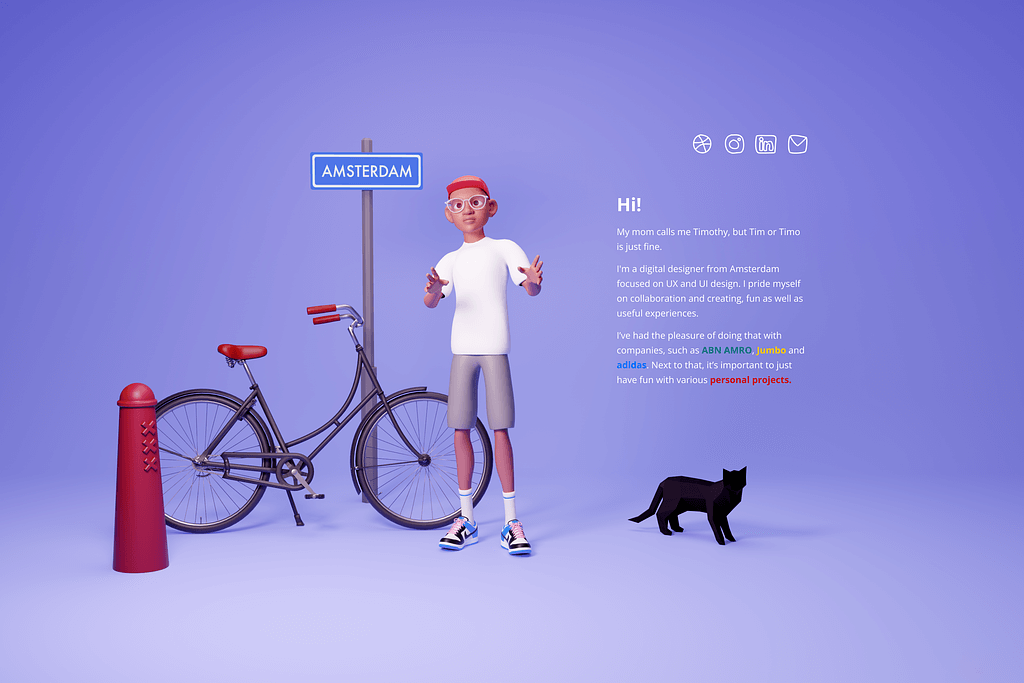 AMSTERDAM
Hi!
My mom calls me Timothy, but Tim or Timo
is just fine.
I'm a digital designer from Amsterdam
focused on UX and UI design. I pride myself
on collaboration and creating, fun as well as
useful experiences.
I've had the pleasure of doing that with
companies, such as ABN AMRO, Jumbo and
adidas. Next to that, it's important to just
have fun with various personal projects.